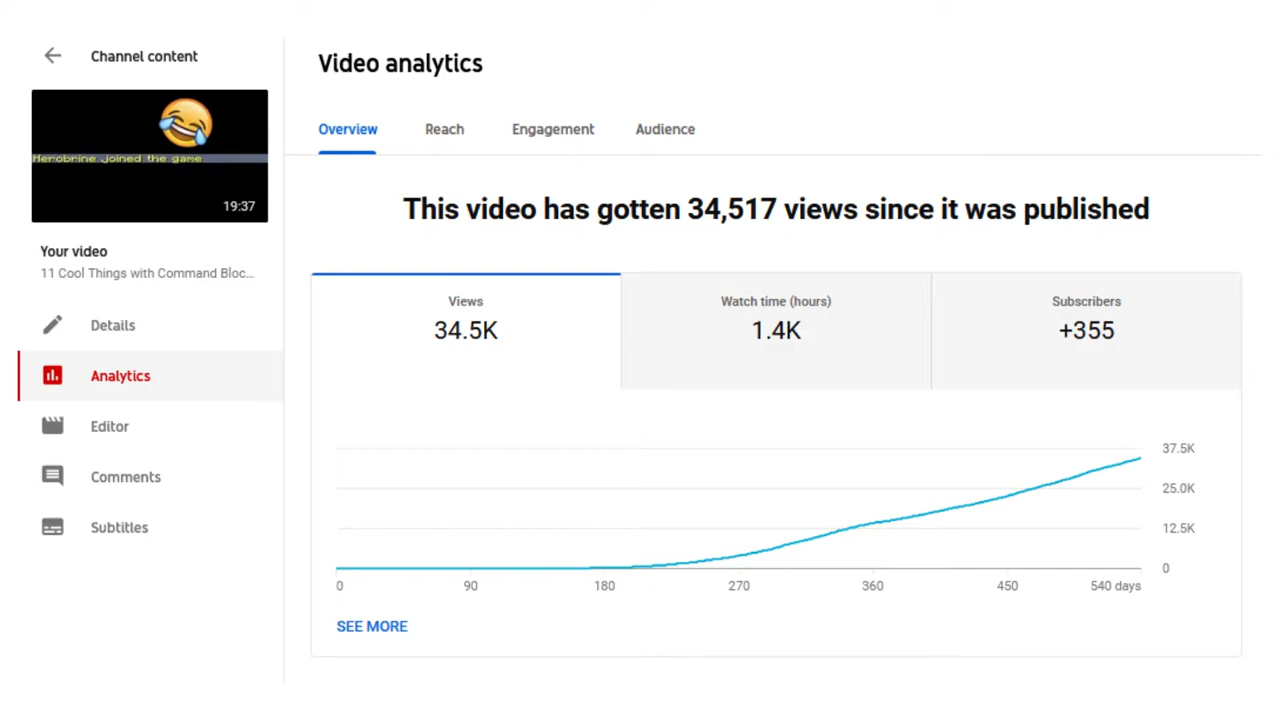 Channel content
Herobrine joined the game
19:37
Your video
11 Cool Things with Command Bloc...
Details
Analytics
Editor
Comments
Subtitles
Video analytics
Overview
Reach
Engagement
Audience
This video has gotten 34,517 views since it was published
Views
34.5K
Watch time (hours)
1.4K
Subscribers
+355
37.5K
25.0K
12.5K
0
0 90 180 270 360 450 540 days
SEE MORE